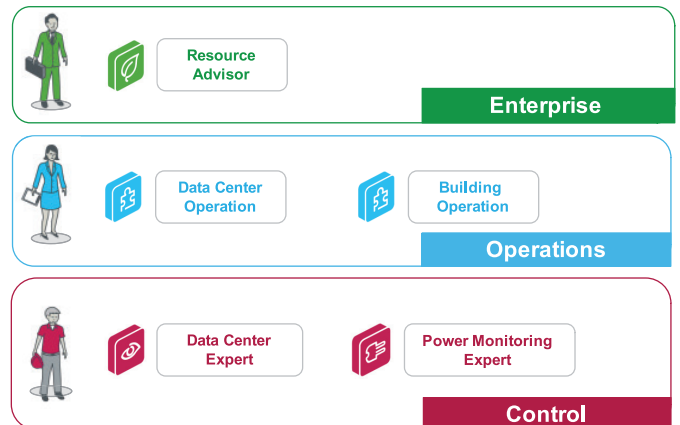 Resource
Advisor
Enterprise
Data Center
Operation
Building
Operation
Operations
Data Center
Expert
Power Monitoring
Expert
Control